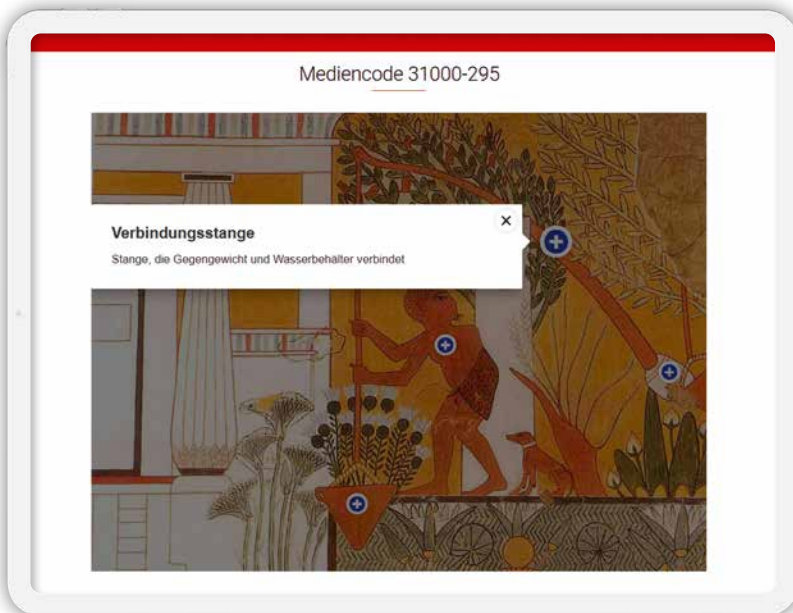 Mediencode 31000-295
Verbindungsstange
Stange, die Gegengewicht und Wasserbehälter verbindet